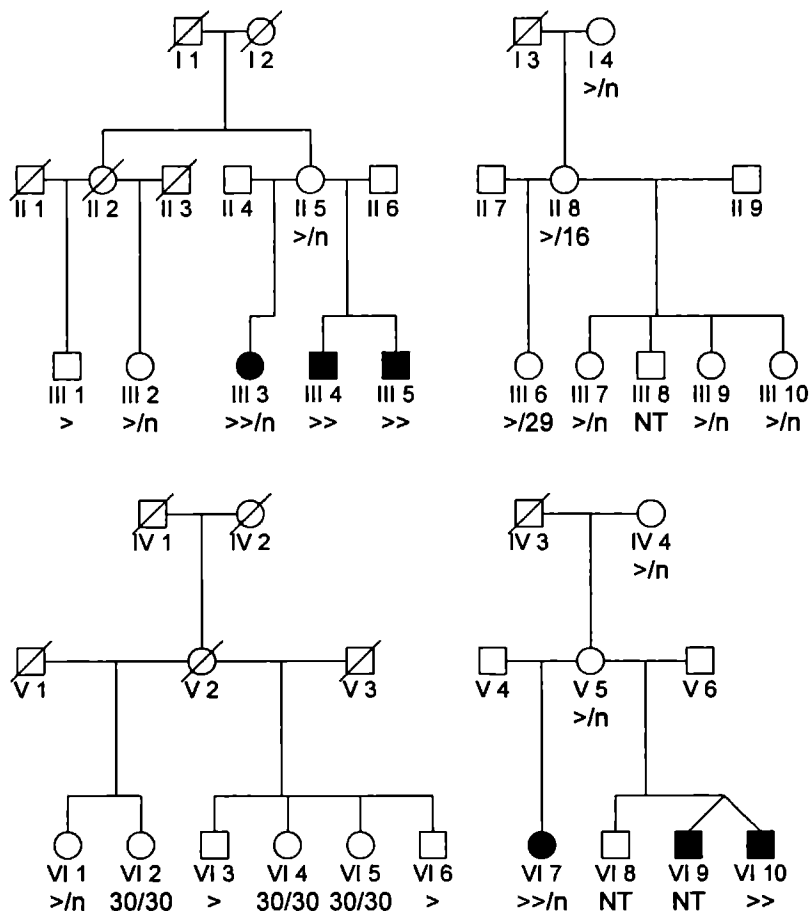 I 1 I 2 I 3 I 4
>/n
II 1 II 2 II 3 II 4 II 5 II 6 II 7 II 8 II 9
>/n >/16
III 1 III 2 III 3 III 4 III 5 III 6 III 7 III 8 III 9 III 10
> >/n >>/n >> >> >/29 >/n NT >/n >/n
IV 1 IV 2 IV 3 IV 4
>/n
V 1 V 2 V 3 V 4 V 5 V 6
>/n
VI 1 VI 2 VI 3 VI 4 VI 5 VI 6 VI 7 VI 8 VI 9 VI 10
>/n 30/30 > 30/30 30/30 > >>/n NT NT >>